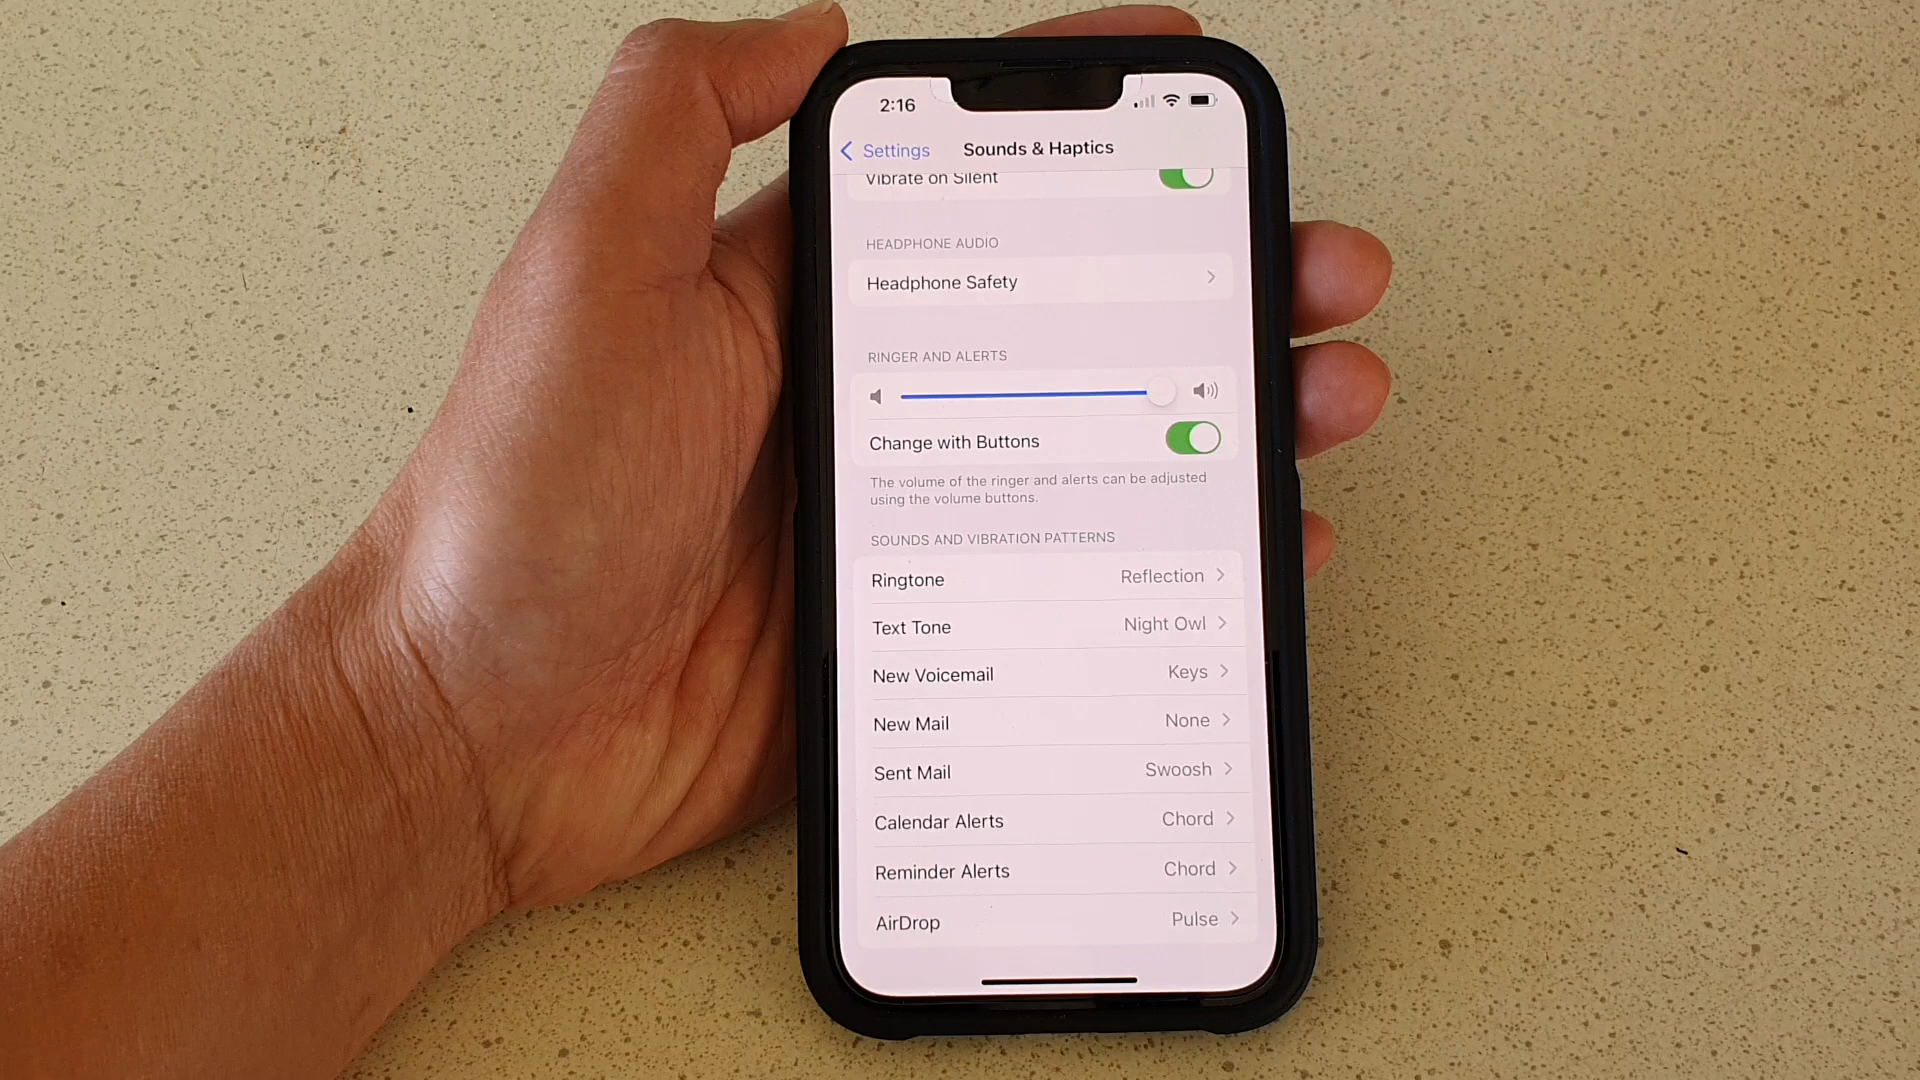 2:16
Settings Sounds & Haptics
Vibrate on Silent
HEADPHONE AUDIO
Headphone Safety
RINGER AND ALERTS
Change with Buttons
The volume of the ringer and alerts can be adjusted
using the volume buttons.
SOUNDS AND VIBRATION PATTERNS
Ringtone Reflection
Text Tone Night Owl
New Voicemail Keys
New Mail None
Sent Mail Swoosh
Calendar Alerts Chord
Reminder Alerts Chord
AirDrop Pulse